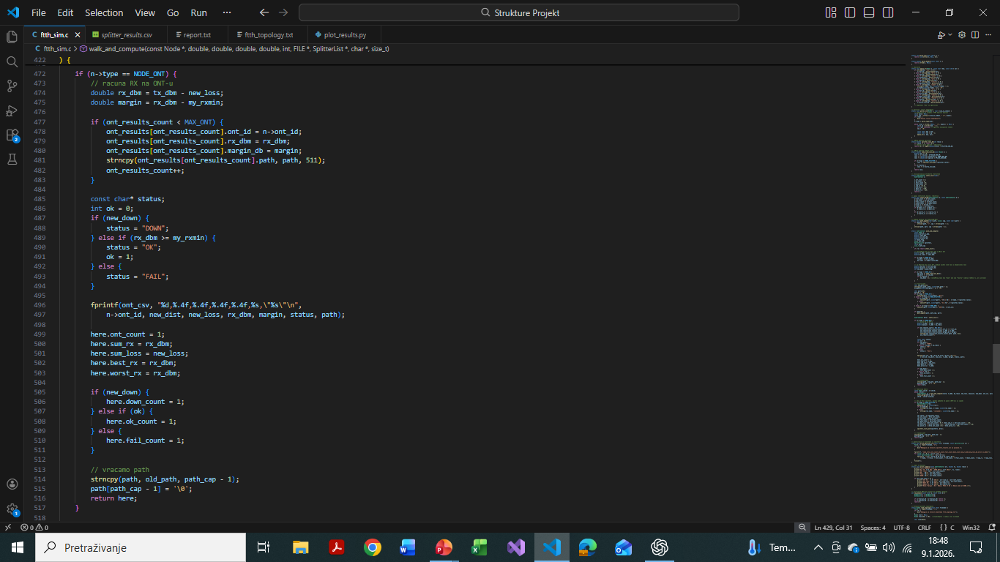 File Edit Selection View Go Run ··· Strukture Projekt
ftth_sim.c splitter_results.csv report.txt ftth_topology.txt plot_results.py
ftth_sim.c > walk_and_compute(const Node *, double, double, double, double, int, FILE *, SplitterList *, char *, size_t)
422 ) {
472 if (n->type == NODE_ONT) {
473 // racuna RX na ONT-u
474 double rx_dbm = tx_dbm - new_loss;
475 double margin = rx_dbm - my_rxmin;
476
477 if (ont_results_count < MAX_ONT) {
478 ont_results[ont_results_count].ont_id = n->ont_id;
479 ont_results[ont_results_count].rx_dbm = rx_dbm;
480 ont_results[ont_results_count].margin_db = margin;
481 strncpy(ont_results[ont_results_count].path, path, 511);
482 ont_results_count++;
483 }
484
485 const char* status;
486 int ok = 0;
487 if (new_down) {
488 status = "DOWN";
489 } else if (rx_dbm >= my_rxmin) {
490 status = "OK";
491 ok = 1;
492 } else {
493 status = "FAIL";
494 }
495
496 fprintf(ont_csv, "%d,%.4f,%.4f,%.4f,%.4f,%s,\"%s\"\n",
497 n->ont_id, new_dist, new_loss, rx_dbm, margin, status, path);
498
499 here.ont_count = 1;
500 here.sum_rx = rx_dbm;
501 here.sum_loss = new_loss;
502 here.best_rx = rx_dbm;
503 here.worst_rx = rx_dbm;
504
505 if (new_down) {
506 here.down_count = 1;
507 } else if (ok) {
508 here.ok_count = 1;
509 } else {
510 here.fail_count = 1;
511 }
512
513 // vracamo path
514 strncpy(path, old_path, path_cap - 1);
515 path[path_cap - 1] = '\0';
516 return here;
517 }
518
0 0 Ln 429, Col 31 Spaces: 4 UTF-8 CRLF {} C Win32
Pretraživanje Tem... 18:48
9.1.2026.